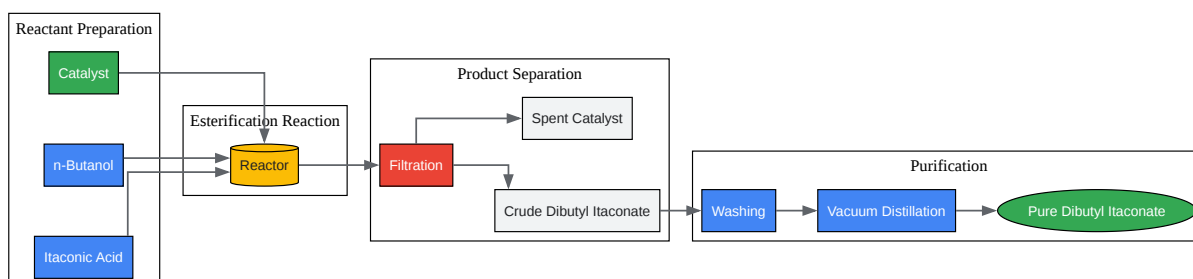 Reactant Preparation
Catalyst
n-Butanol
Itaconic Acid
Esterification Reaction
Reactor
Product Separation
Filtration
Spent Catalyst
Crude Dibutyl Itaconate
Purification
Washing
Vacuum Distillation
Pure Dibutyl Itaconate